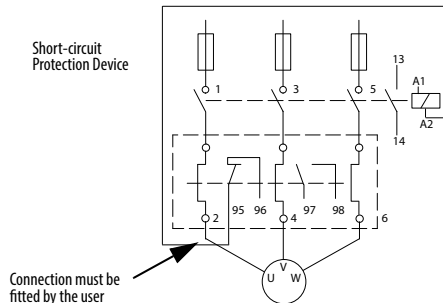 Short-circuit
Protection Device
1 3 5 13
A1
A2
14
95 96 97 98
2 4 6
V
U W
Connection must be
fitted by the user